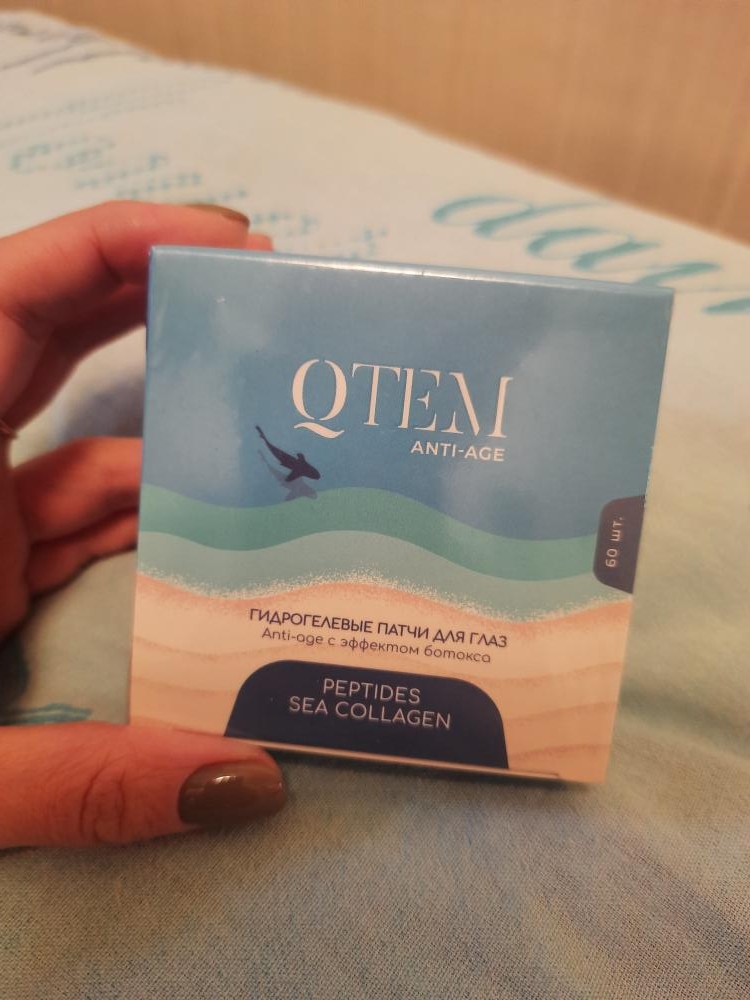 QTEM
ANTI-AGE
60 шт.
ГИДРОГЕЛЕВЫЕ ПАТЧИ ДЛЯ ГЛАЗ
Anti-age с эффектом ботокса
PEPTIDES
SEA COLLAGEN